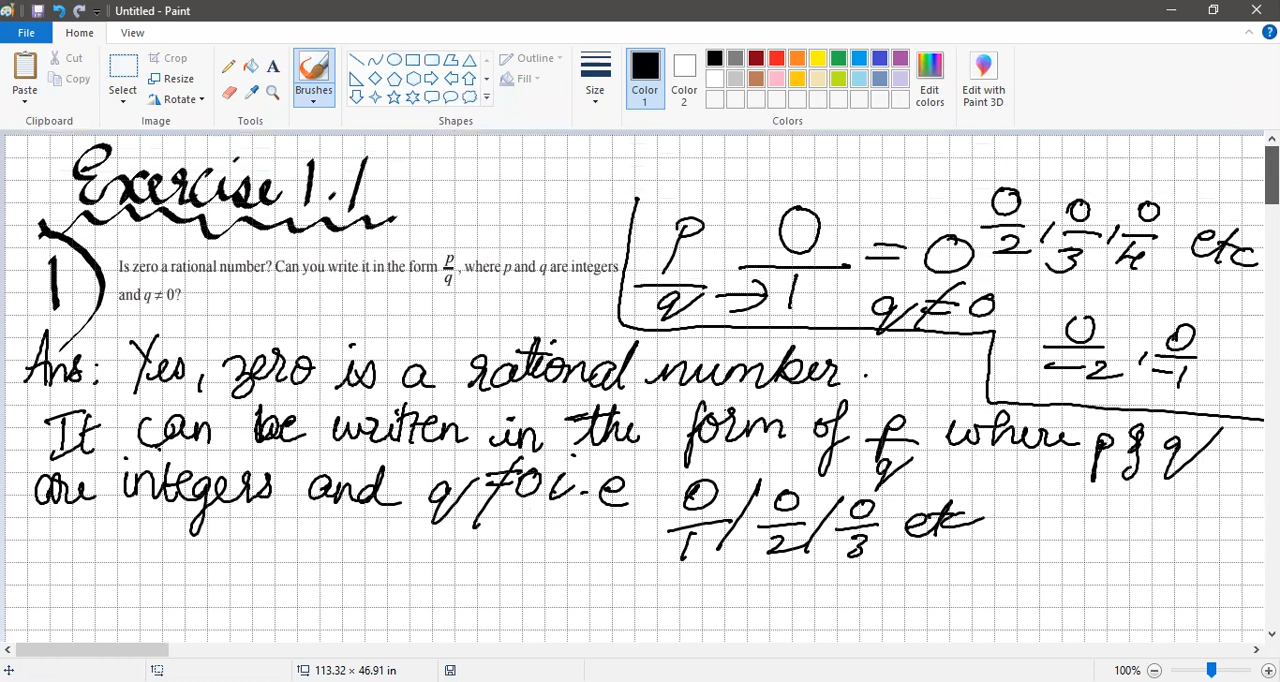 Untitled - Paint
File Home View
Paste Cut Copy Clipboard
Select Crop Resize Rotate Image
Tools
Brushes
Outline Fill Shapes
Size
Color 1 Color 2 Edit colors Colors
Edit with Paint 3D
Exercise 1.1
1) Is zero a rational number? Can you write it in the form p/q, where p and q are integers
and q ≠ 0?
p/q → 0/1 = 0 q ≠ 0
0/2, 0/3, 0/4 etc
0/-2, 0/-1
Ans: Yes, zero is a rational number.
It can be written in the form of p/q where p & q
are integers and q ≠ 0 i.e 0/1, 0/2, 0/3 etc
113.32 × 46.91 in 100%